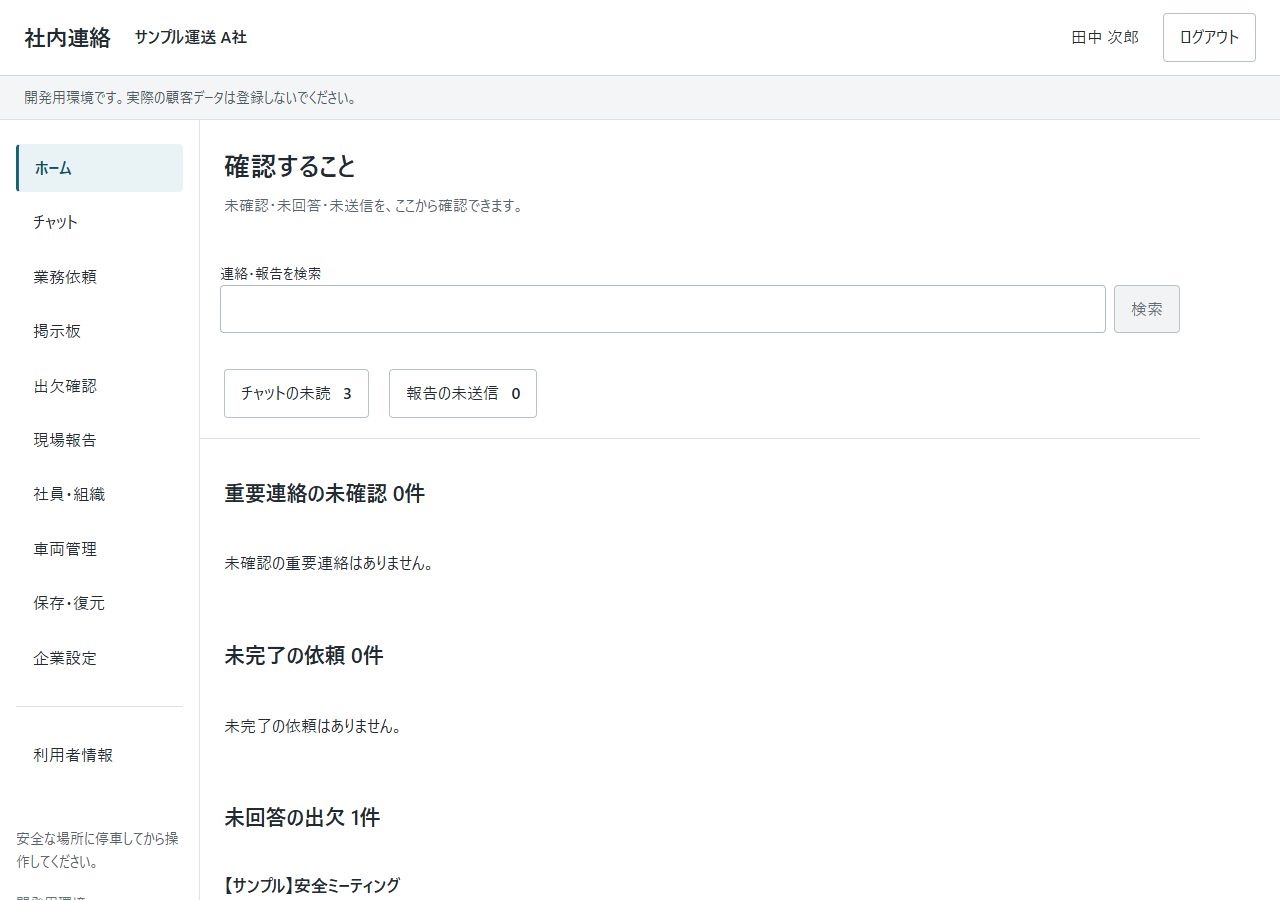 社内連絡 サンプル運送 A社
田中 次郎
ログアウト
開発用環境です。実際の顧客データは登録しないでください。
ホーム
チャット
業務依頼
掲示板
出欠確認
現場報告
社員・組織
車両管理
保存・復元
企業設定
利用者情報
安全な場所に停車してから操
作してください。
確認すること
未確認・未回答・未送信を、ここから確認できます。
連絡・報告を検索
検索
チャットの未読 3
報告の未送信 0
重要連絡の未確認 0件
未確認の重要連絡はありません。
未完了の依頼 0件
未完了の依頼はありません。
未回答の出欠 1件
【サンプル】安全ミーティング